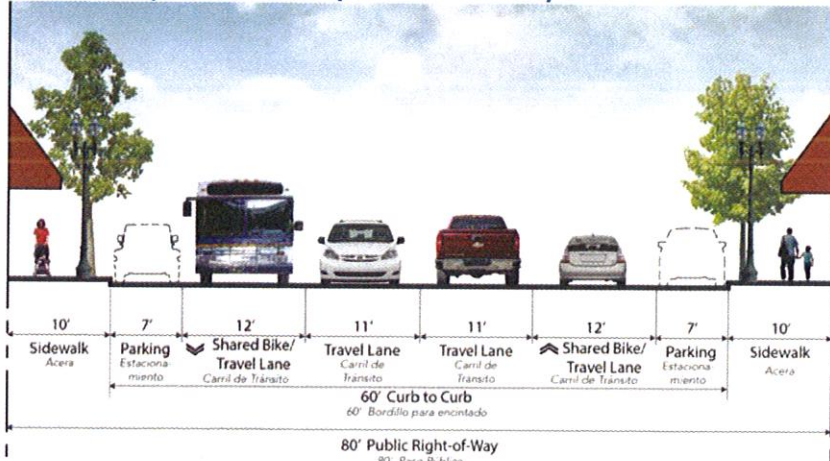 10' 7' 12' 11' 11' 12' 7' 10'
Sidewalk
Acera
Parking
Estaciona-
miento
Shared Bike/
Travel Lane
Carril de Tránsito
Travel Lane
Carril de
Tránsito
Travel Lane
Carril de
Tránsito
Shared Bike/
Travel Lane
Carril de Tránsito
Parking
Estaciona-
miento
Sidewalk
Acera
60' Curb to Curb
60' Bordillo para encintado
80' Public Right-of-Way